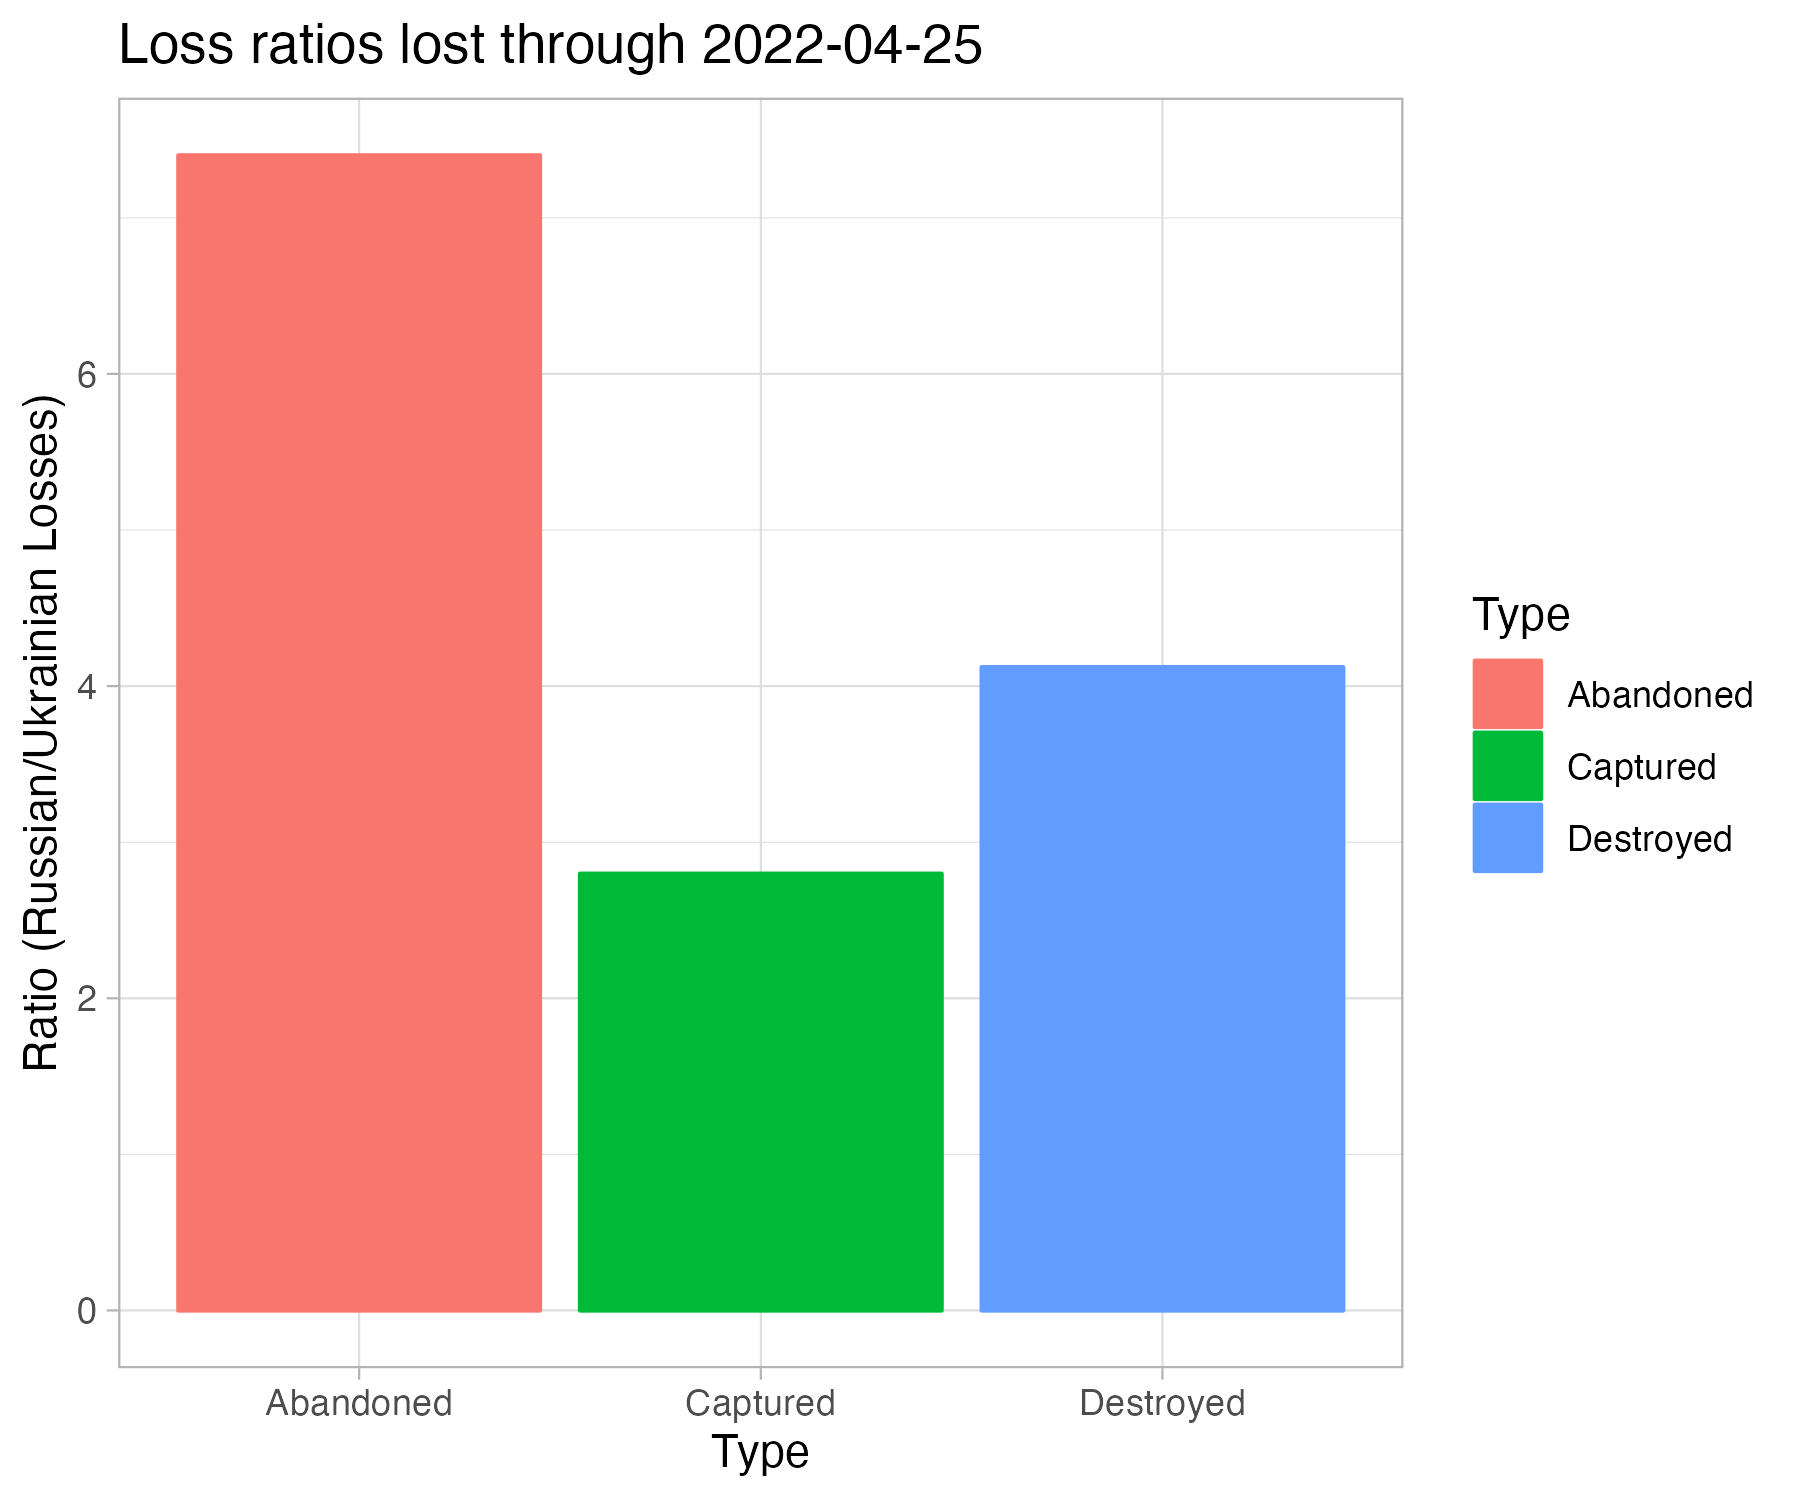 Loss ratios lost through 2022-04-25
Ratio (Russian/Ukrainian Losses)
6
4
2
0
Abandoned
Captured
Destroyed
Type
Type
Abandoned
Captured
Destroyed